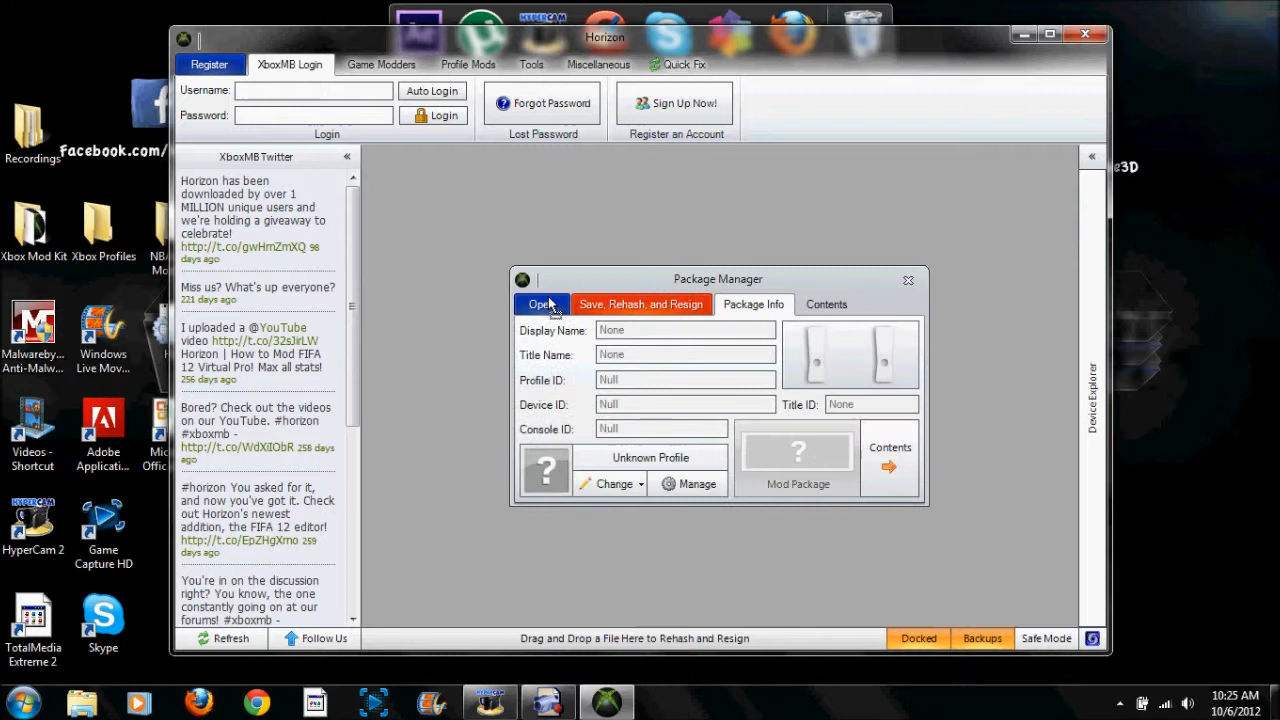 Horizon
Register
XboxMB Login
Game Modders
Profile Mods
Tools
Miscellaneous
Quick Fix
Username:
Auto Login
Password:
Login
Login
Forgot Password
Lost Password
Sign Up Now!
Register an Account
XboxMB Twitter
«
«
Horizon has been
downloaded by over 1
MILLION unique users and
we're holding a giveaway to
celebrate!
http://t.co/gwHmZmXQ 98
days ago
Miss us? What's up everyone?
221 days ago
I uploaded a @YouTube
video http://t.co/32sJirLW
Horizon | How to Mod FIFA
12 Virtual Pro! Max all stats!
256 days ago
Bored? Check out the videos
on our YouTube. #horizon
#xboxmb -
http://t.co/WdXiIObR 258 days
ago
#horizon You asked for it,
and now you've got it. Check
out Horizon's newest
addition, the FIFA 12 editor!
http://t.co/EpZHgXmo 259
days ago
You're in on the discussion
right? You know, the one
constantly going on at our
forums! #xboxmb -
Refresh
Follow Us
Package Manager
Open
Save, Rehash, and Resign
Package Info
Contents
Display Name:
None
Title Name:
None
Profile ID:
Null
Device ID:
Null
Title ID:
None
Console ID:
Null
?
Unknown Profile
Change
Manage
?
Mod Package
Contents
Device Explorer
Drag and Drop a File Here to Rehash and Resign
Docked
Backups
Safe Mode
Recordings
facebook.com/
e3D
Xbox Mod Kit
Xbox Profiles
Malwareby...
Anti-Malw...
Windows
Live Mov...
Videos -
Shortcut
Adobe
Applicati...
HYPERCAM
HyperCam 2
Game
Capture HD
TotalMedia
Extreme 2
Skype
10:25 AM
10/6/2012